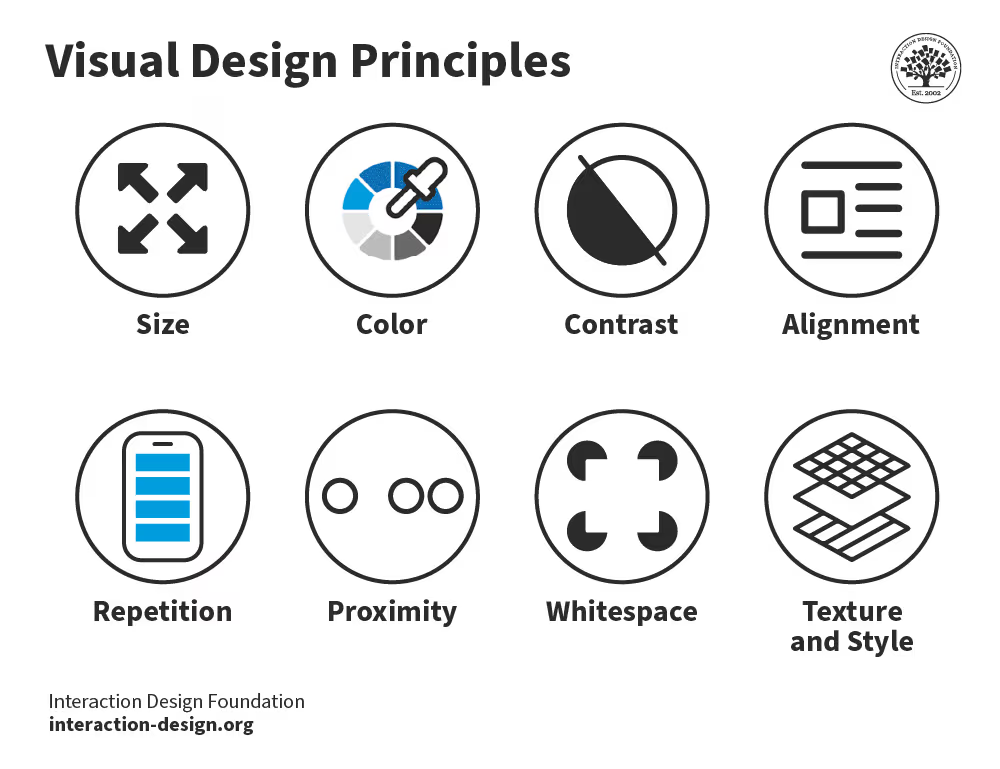 Visual Design Principles
INTERACTION DESIGN FOUNDATION
Est. 2002
Size
Color
Contrast
Alignment
Repetition
Proximity
Whitespace
Texture
and Style
Interaction Design Foundation
interaction-design.org